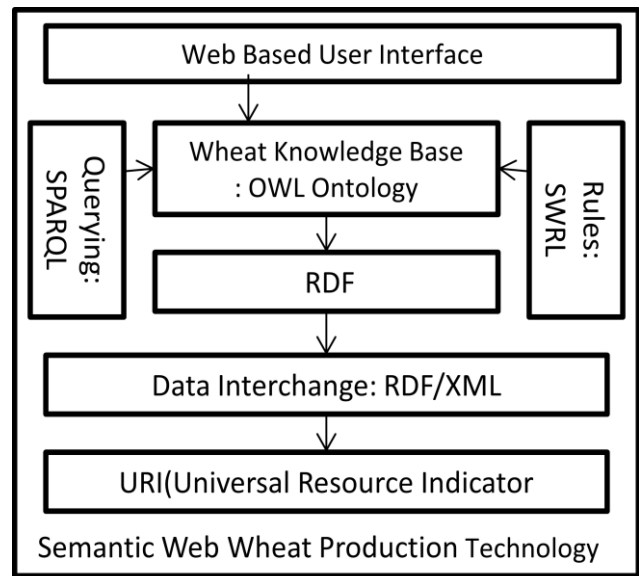 Web Based User Interface
Querying:
SPARQL
Wheat Knowledge Base
: OWL Ontology
Rules:
SWRL
RDF
Data Interchange: RDF/XML
URI(Universal Resource Indicator
Semantic Web Wheat Production Technology